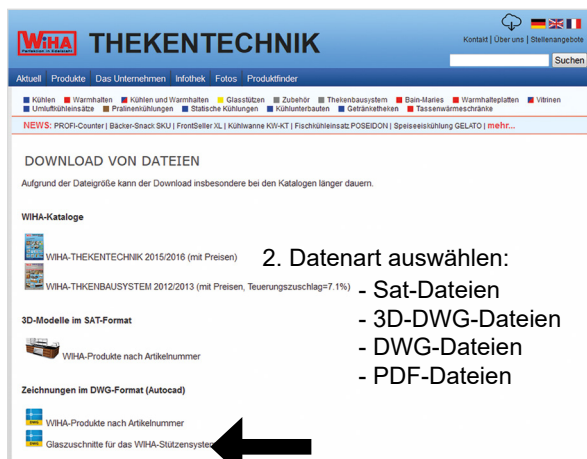 WIHA THEKENTECHNIK
Perfektion in Edelstahl
Kontakt | Über uns | Stellenangebote
Suchen
Aktuell Produkte Das Unternehmen Infothek Fotos Produktfinder
Kühlen Warmhalten Kühlen und Warmhalten Glasstützen Zubehör Thekenbausystem Bain-Maries Warmhalteplatten Vitrinen
Umluftkühleinsätze Pralinenkühlungen Statische Kühlungen Kühlunterbauten Getränketheken Tassenwärmeschränke
NEWS: PROFI-Counter | Bäcker-Snack SKU | FrontSeller XL | Kühlwanne KW-KT | Fischkühleinsatz POSEIDON | Speiseeiskühlung GELATO | mehr...
DOWNLOAD VON DATEIEN
Aufgrund der Dateigröße kann der Download insbesondere bei den Katalogen länger dauern.
WIHA-Kataloge
WIHA-THEKENTECHNIK 2015/2016 (mit Preisen)
WIHA-THKENBAUSYSTEM 2012/2013 (mit Preisen, Teuerungszuschlag=7.1%)
2. Datenart auswählen:
- Sat-Dateien
- 3D-DWG-Dateien
- DWG-Dateien
- PDF-Dateien
3D-Modelle im SAT-Format
WIHA-Produkte nach Artikelnummer
Zeichnungen im DWG-Format (Autocad)
DWG WIHA-Produkte nach Artikelnummer
DWG Glaszuschnitte für das WIHA-Stützensystem